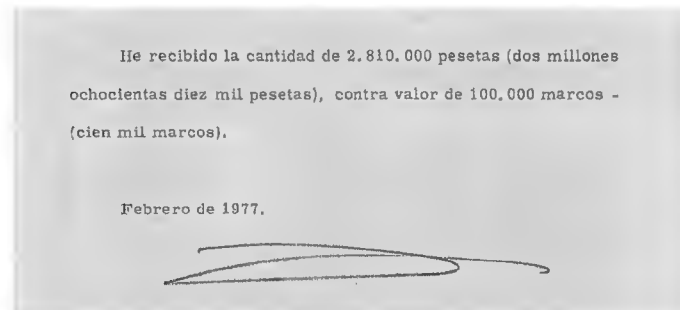 He recibido la cantidad de 2.810.000 pesetas (dos millones
ochocientas diez mil pesetas), contra valor de 100.000 marcos -
(cien mil marcos).
Febrero de 1977.